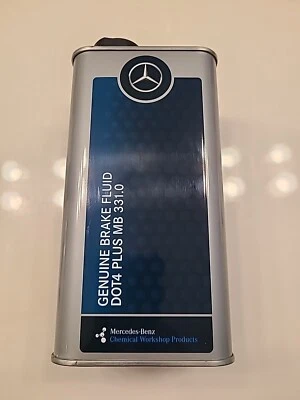 GENUINE BRAKE FLUID
DOT4 PLUS MB 331.0
Mercedes-Benz
Chemical Workshop Products